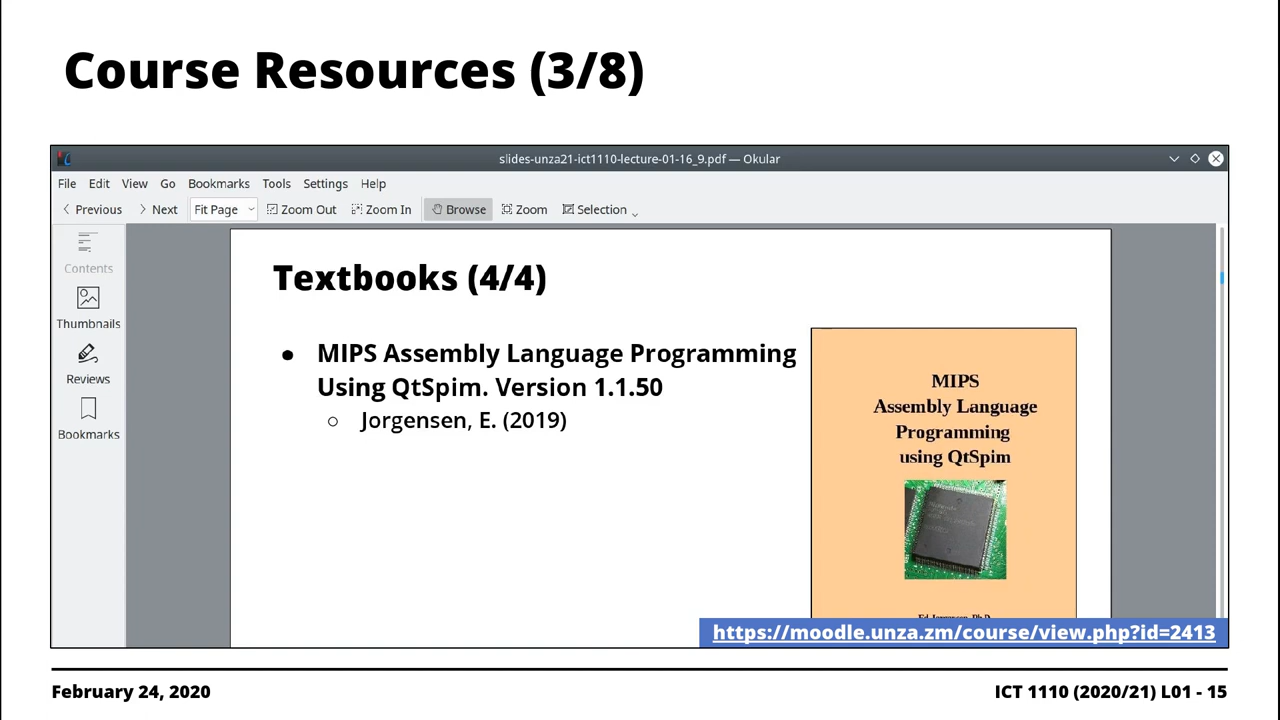 Course Resources (3/8)
slides-unza21-ict1110-lecture-01-16_9.pdf — Okular
File Edit View Go Bookmarks Tools Settings Help
Previous Next Fit Page Zoom Out Zoom In Browse Zoom Selection
Contents
Thumbnails
Reviews
Bookmarks
Textbooks (4/4)
● MIPS Assembly Language Programming
Using QtSpim. Version 1.1.50
○ Jorgensen, E. (2019)
MIPS
Assembly Language
Programming
using QtSpim
https://moodle.unza.zm/course/view.php?id=2413
February 24, 2020
ICT 1110 (2020/21) L01 - 15